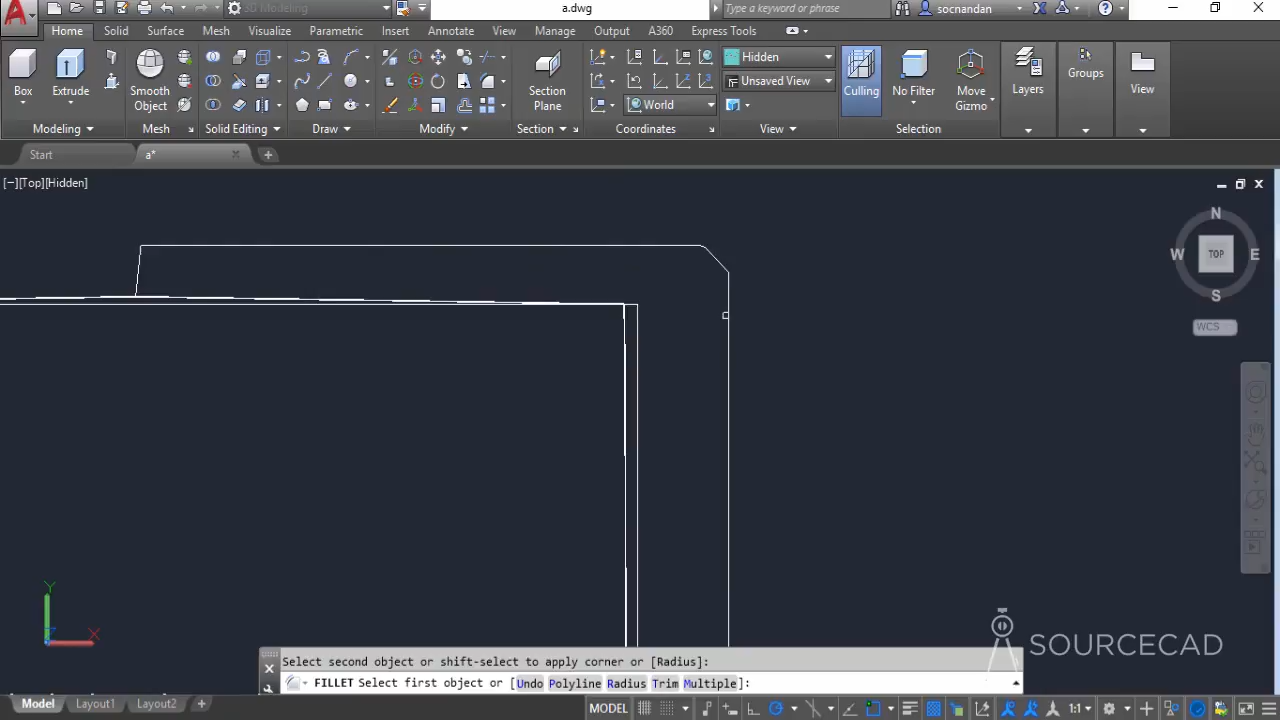 3D Modeling
a.dwg
Type a keyword or phrase
socnandan
Home Solid Surface Mesh Visualize Parametric Insert Annotate View Manage Output A360 Express Tools
Box
Extrude
Smooth
Object
Section
Plane
World
Hidden
Unsaved View
Culling
No Filter
Move
Gizmo
Layers
Groups
View
Modeling
Mesh
Solid Editing
Draw
Modify
Section
Coordinates
View
Selection
Start
a*
[−][Top][Hidden]
N
W TOP E
S
WCS
Y
X
SOURCECAD
Select second object or shift-select to apply corner or [Radius]:
FILLET Select first object or [Undo Polyline Radius Trim Multiple]:
Model Layout1 Layout2
MODEL
1:1